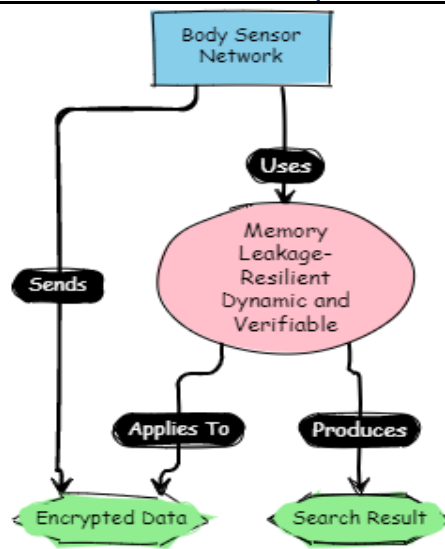 Body Sensor
Network
Uses
Memory
Leakage-
Resilient
Dynamic and
Verifiable
Sends
Applies To
Produces
Encrypted Data
Search Result